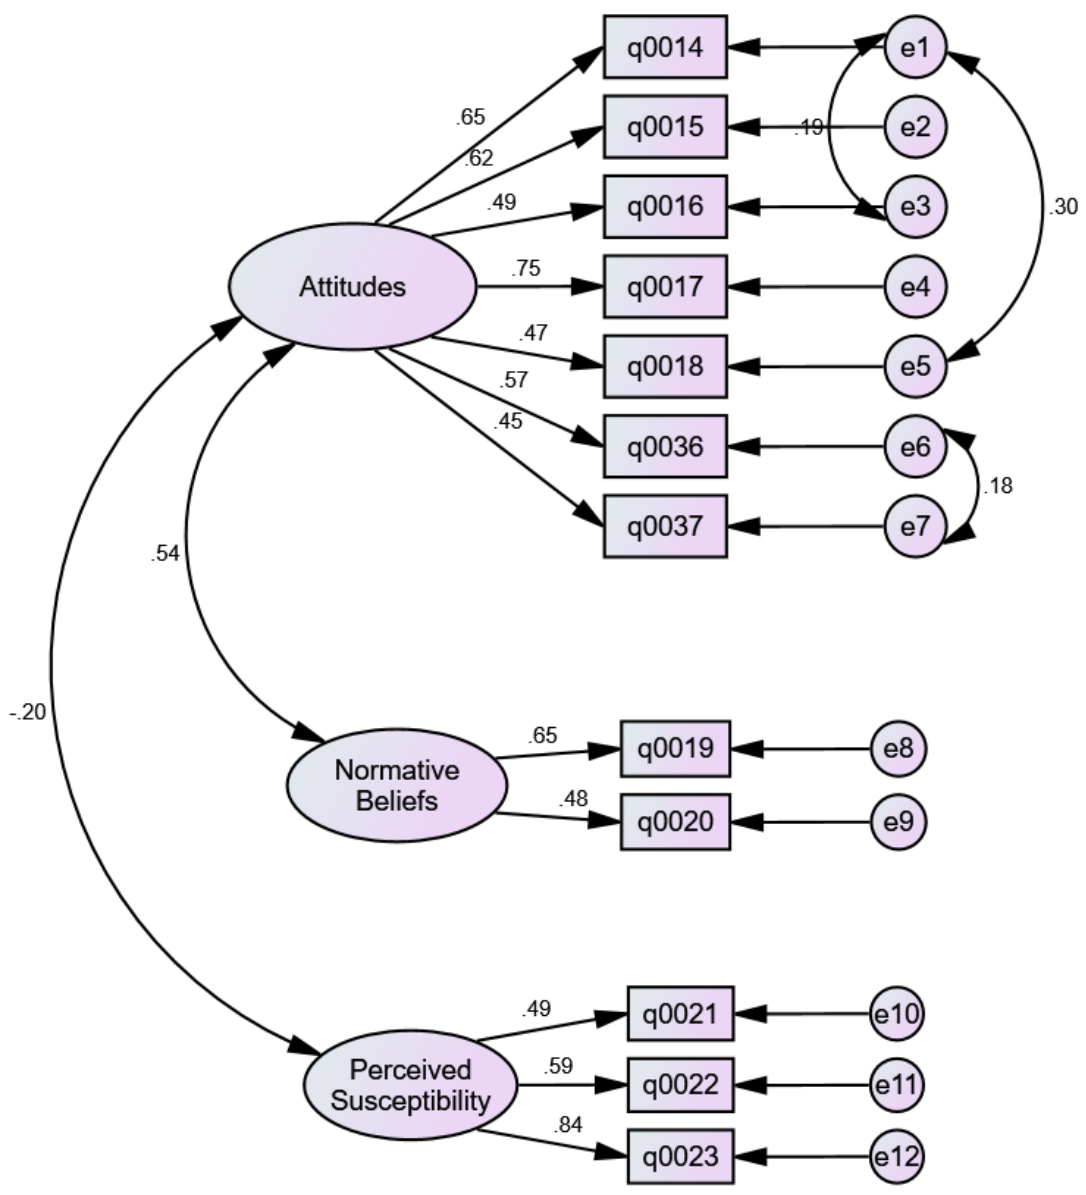 q0014
e1
.65
q0015
.19
e2
.62
q0016
e3
.49
.30
Attitudes
.75
q0017
e4
.47
q0018
e5
.57
.45
q0036
e6
.18
q0037
e7
.54
-.20
Normative
Beliefs
.65
q0019
e8
.48
q0020
e9
Perceived
Susceptibility
.49
q0021
e10
.59
q0022
e11
.84
q0023
e12